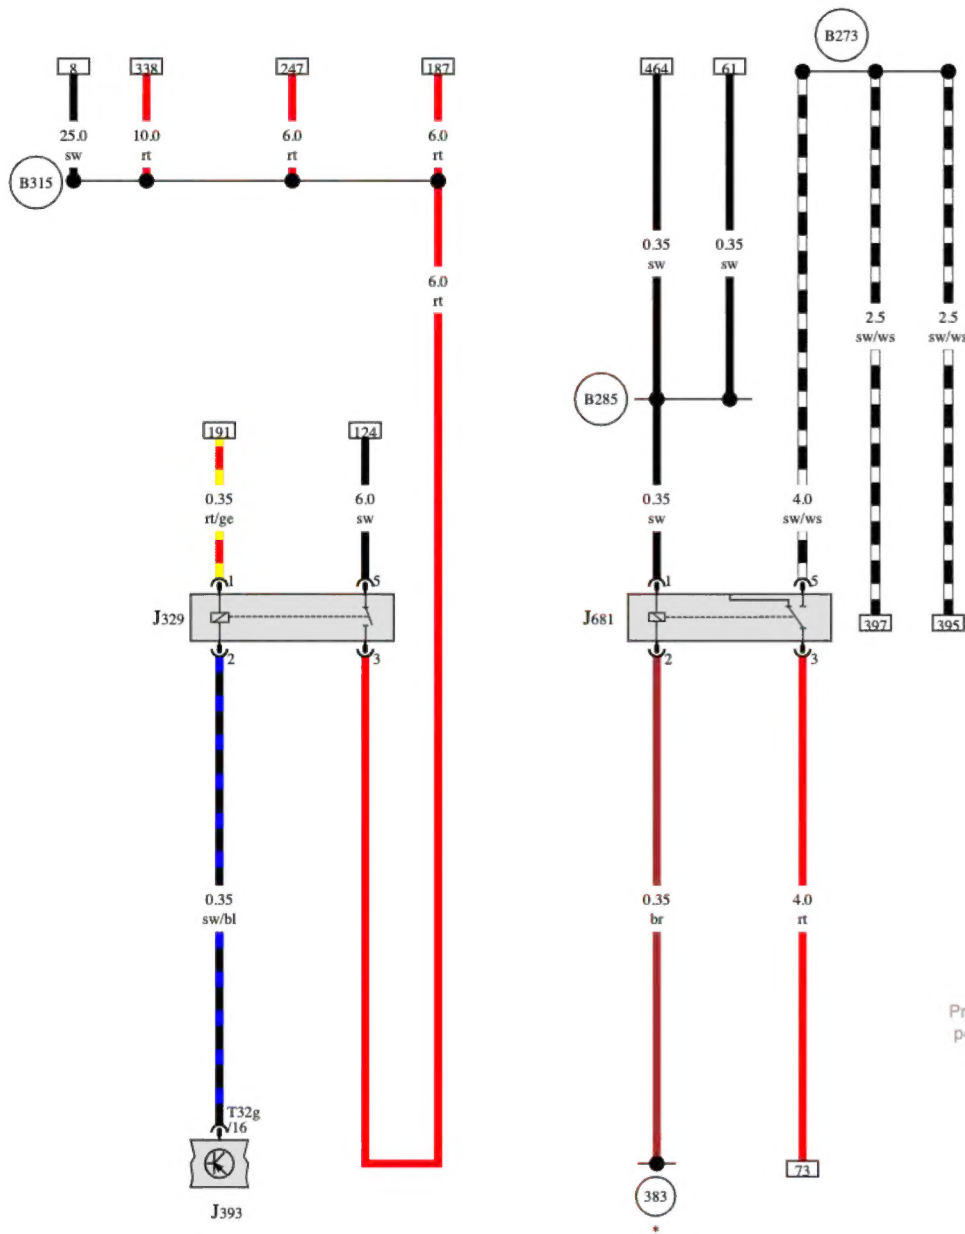 B273
8 338 247 187 464 61
25.0 10.0 6.0 6.0
sw rt rt rt
B315
0.35 0.35
sw sw
6.0
rt
2.5 2.5
sw/ws sw/ws
B285
191 124
0.35 6.0 0.35 4.0
rt/ge sw sw sw/ws
1 5 1 5
J329 J681
397 395
2 3 2 3
0.35 0.35 4.0
sw/bl br rt
T32g
/16
J393
383
*
73